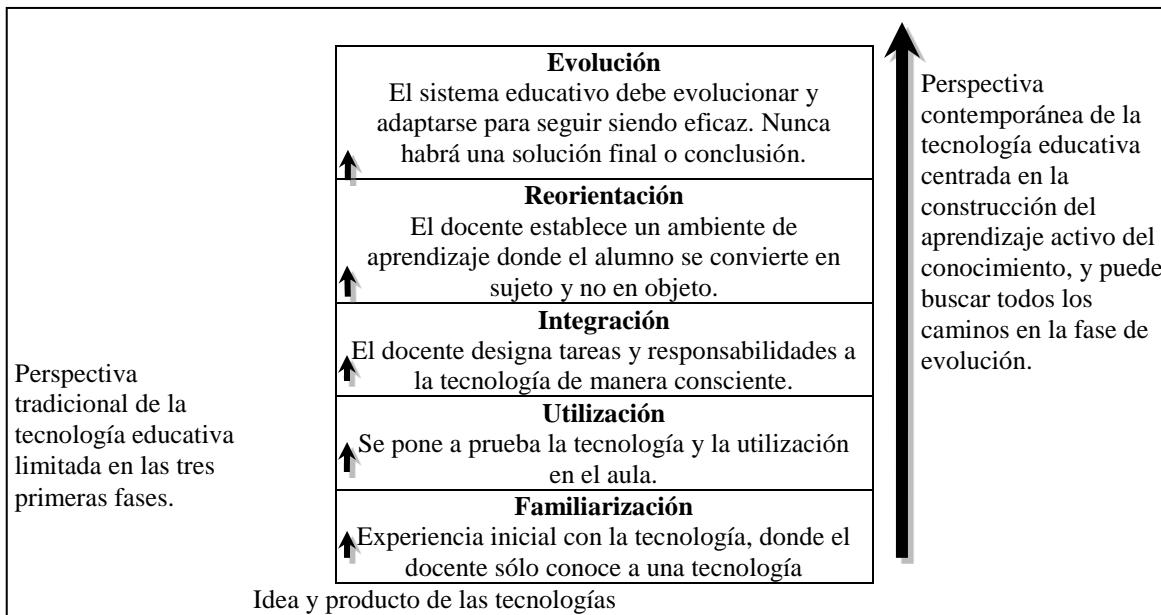 Evolución
El sistema educativo debe evolucionar y
adaptarse para seguir siendo eficaz. Nunca
habrá una solución final o conclusión.
Reorientación
El docente establece un ambiente de
aprendizaje donde el alumno se convierte en
sujeto y no en objeto.
Integración
El docente designa tareas y responsabilidades a
la tecnología de manera consciente.
Utilización
Se pone a prueba la tecnología y la utilización
en el aula.
Familiarización
Experiencia inicial con la tecnología, donde el
docente sólo conoce a una tecnología
Idea y producto de las tecnologías
Perspectiva
tradicional de la
tecnología educativa
limitada en las tres
primeras fases.
Perspectiva
contemporánea de la
tecnología educativa
centrada en la
construcción del
aprendizaje activo del
conocimiento, y puede
buscar todos los
caminos en la fase de
evolución.